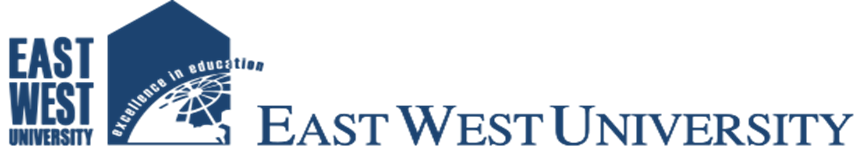 EAST
WEST
UNIVERSITY
excellence in education
EAST WEST UNIVERSITY